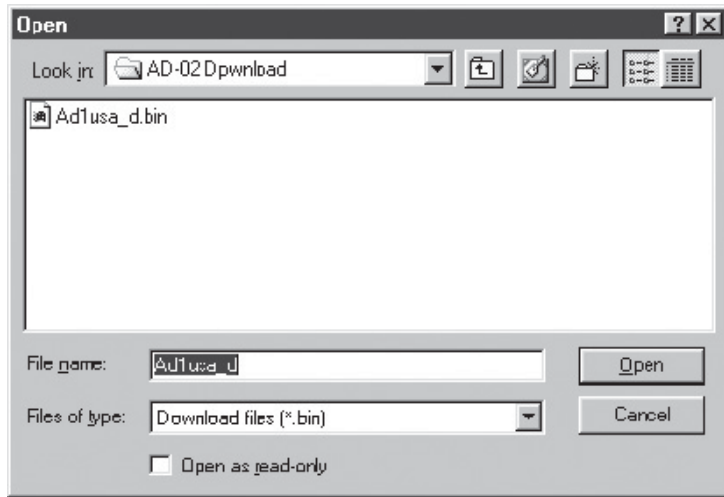 Open
Look in: AD-02 Dpwnlbad
Ad1usa_d.bin
File name: Ad1usa_d Open
Files of type: Download files (*.bin) Cancel
Open as read-only